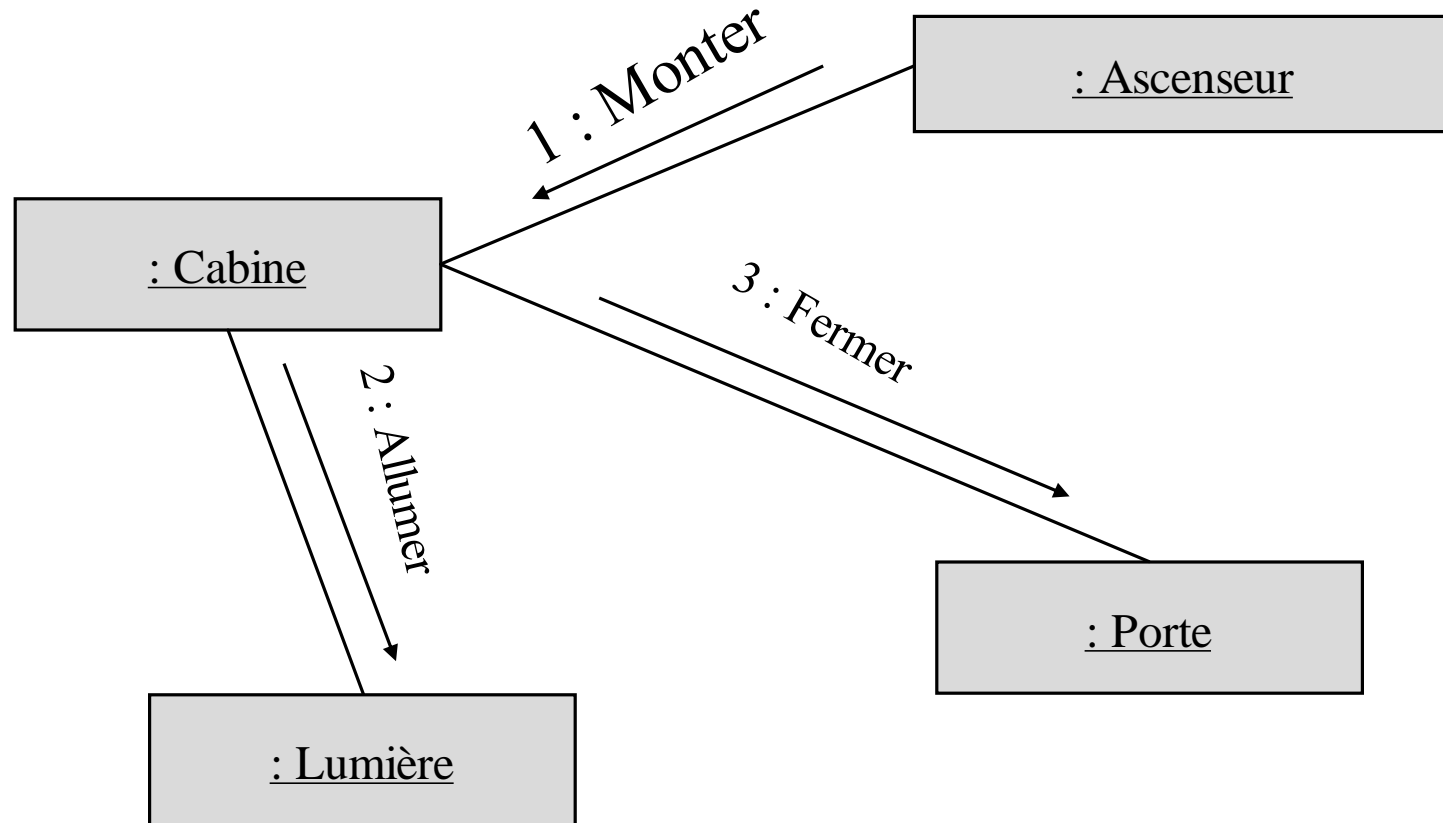 1 : Monter
: Ascenseur
: Cabine
3 : Fermer
2 : Allumer
: Porte
: Lumière